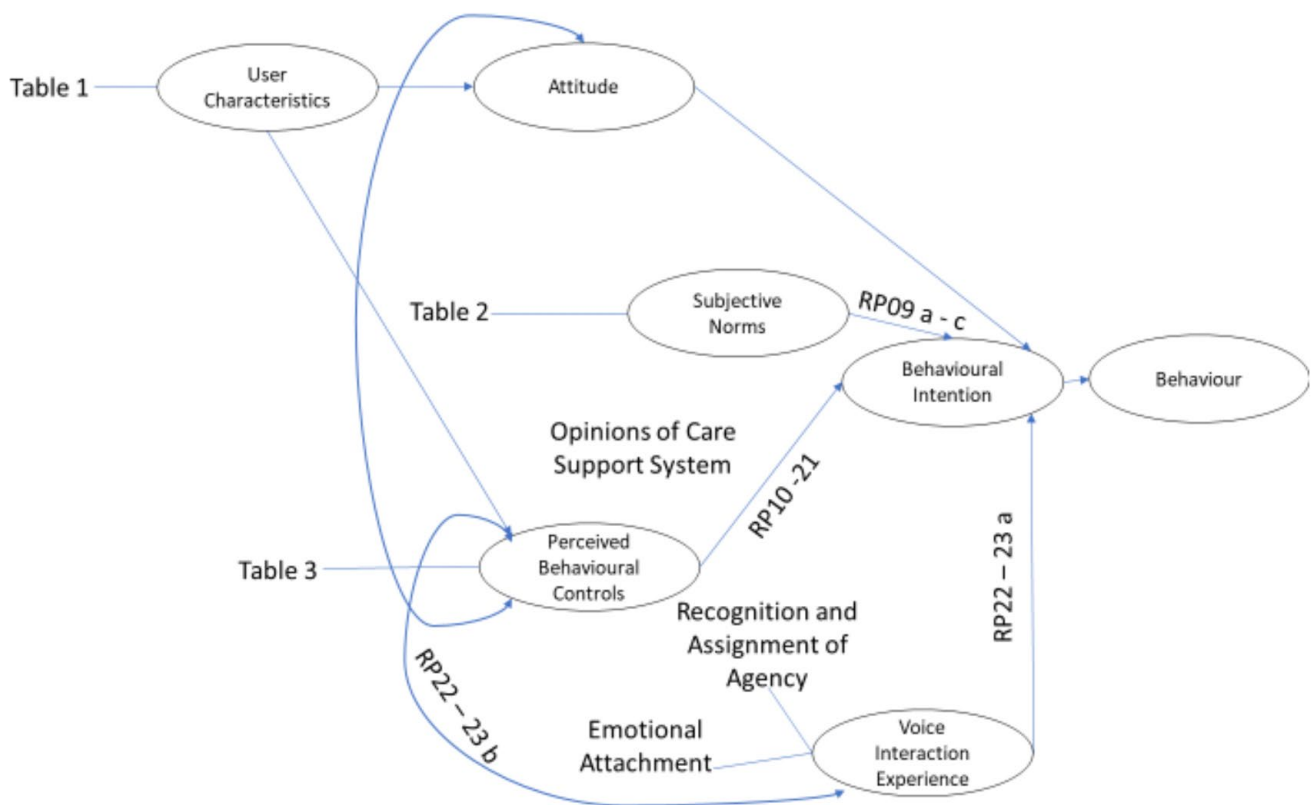 Table 1
User
Characteristics
Attitude
Table 2
Subjective
Norms
RP09 a - c
Behavioural
Intention
Behaviour
Opinions of Care
Support System
RP10 -21
Table 3
Perceived
Behavioural
Controls
RP22 – 23 a
Recognition and
Assignment of
Agency
RP22 – 23 b
Emotional
Attachment
Voice
Interaction
Experience